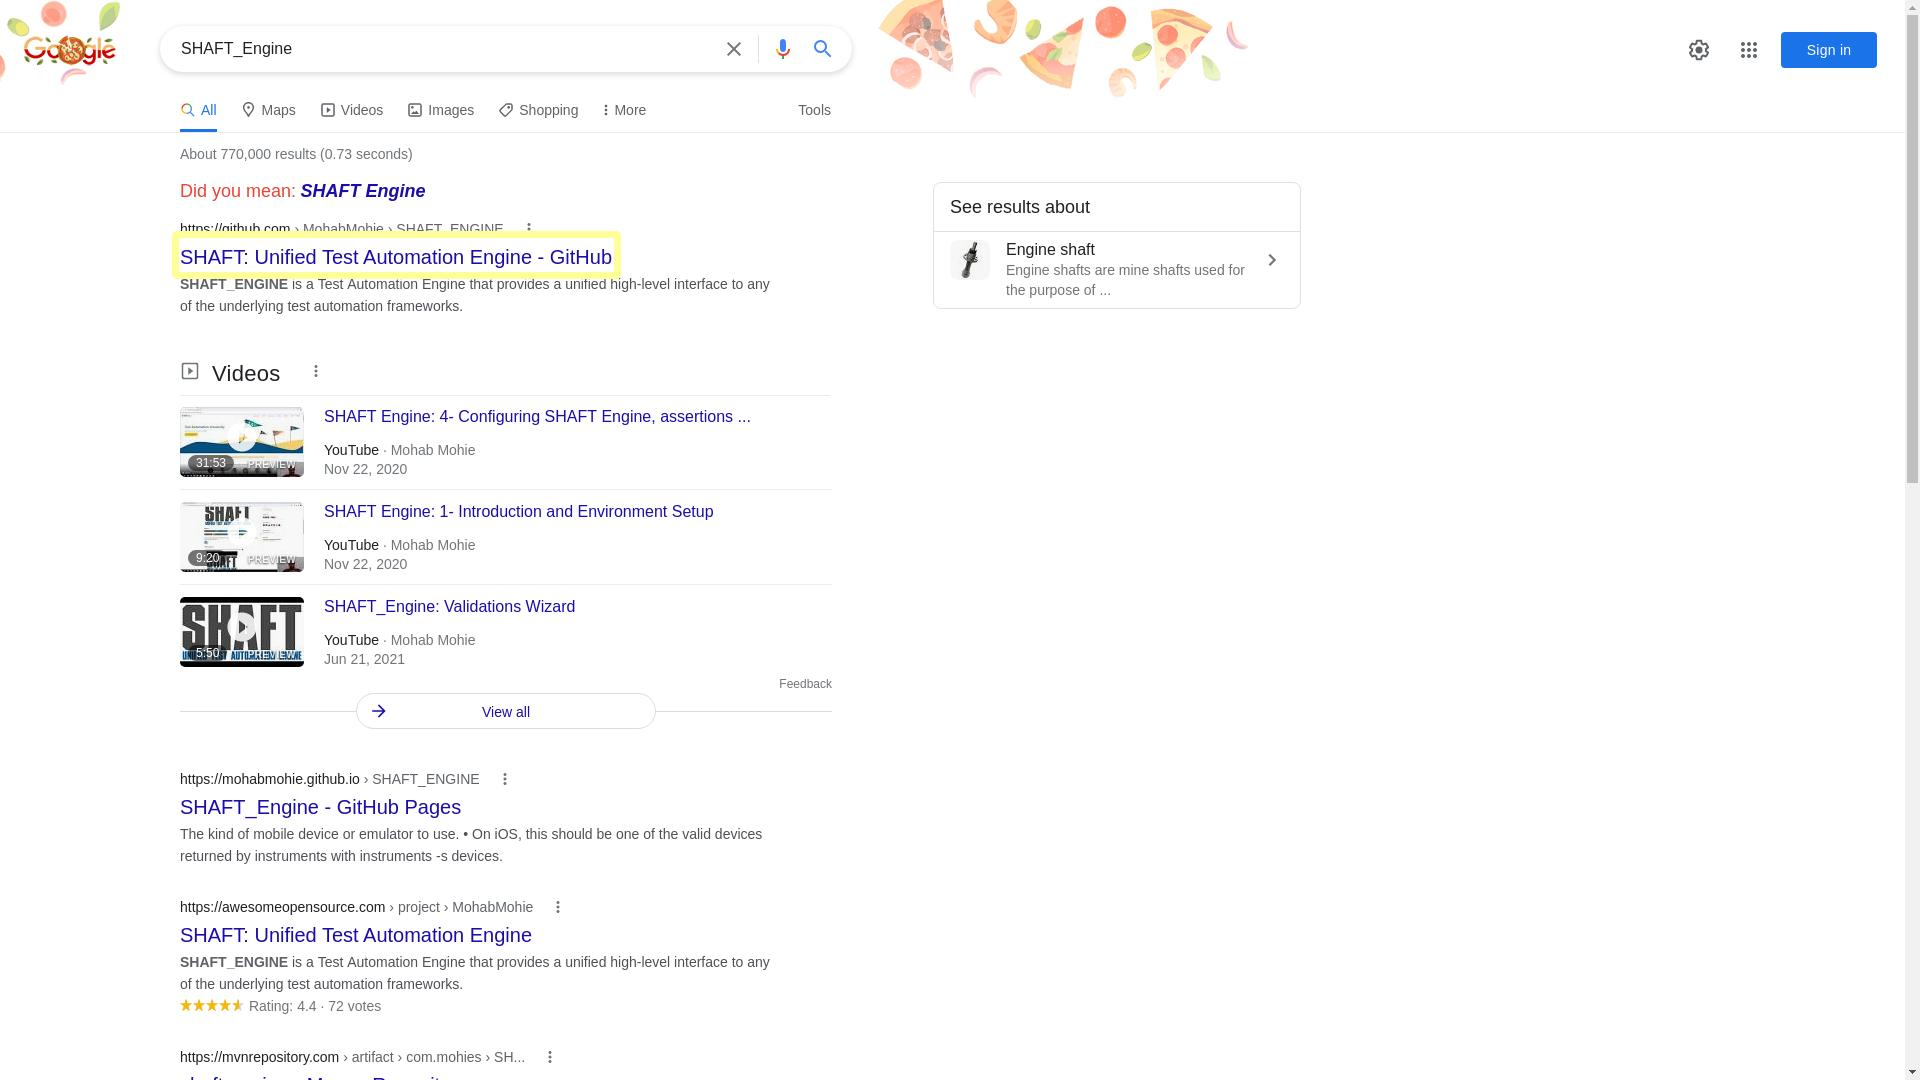 Google
SHAFT_Engine
Sign in
All Maps Videos Images Shopping More Tools
About 770,000 results (0.73 seconds)
Did you mean: SHAFT Engine
https://github.com › MohabMohie › SHAFT_ENGINE
SHAFT: Unified Test Automation Engine - GitHub
SHAFT_ENGINE is a Test Automation Engine that provides a unified high-level interface to any
of the underlying test automation frameworks.
See results about
Engine shaft
Engine shafts are mine shafts used for
the purpose of ...
Videos
SHAFT Engine: 4- Configuring SHAFT Engine, assertions ...
31:53
PREVIEW
YouTube · Mohab Mohie
Nov 22, 2020
SHAFT Engine: 1- Introduction and Environment Setup
SHAFT
9:20
PREVIEW
YouTube · Mohab Mohie
Nov 22, 2020
SHAFT_Engine: Validations Wizard
SHAFT
5:50
PREVIEW
UNIFIED TEST AUTOMATION ENGINE
YouTube · Mohab Mohie
Jun 21, 2021
Feedback
View all
https://mohabmohie.github.io › SHAFT_ENGINE
SHAFT_Engine - GitHub Pages
The kind of mobile device or emulator to use. • On iOS, this should be one of the valid devices
returned by instruments with instruments -s devices.
https://awesomeopensource.com › project › MohabMohie
SHAFT: Unified Test Automation Engine
SHAFT_ENGINE is a Test Automation Engine that provides a unified high-level interface to any
of the underlying test automation frameworks.
Rating: 4.4 · 72 votes
https://mvnrepository.com › artifact › com.mohies › SH...